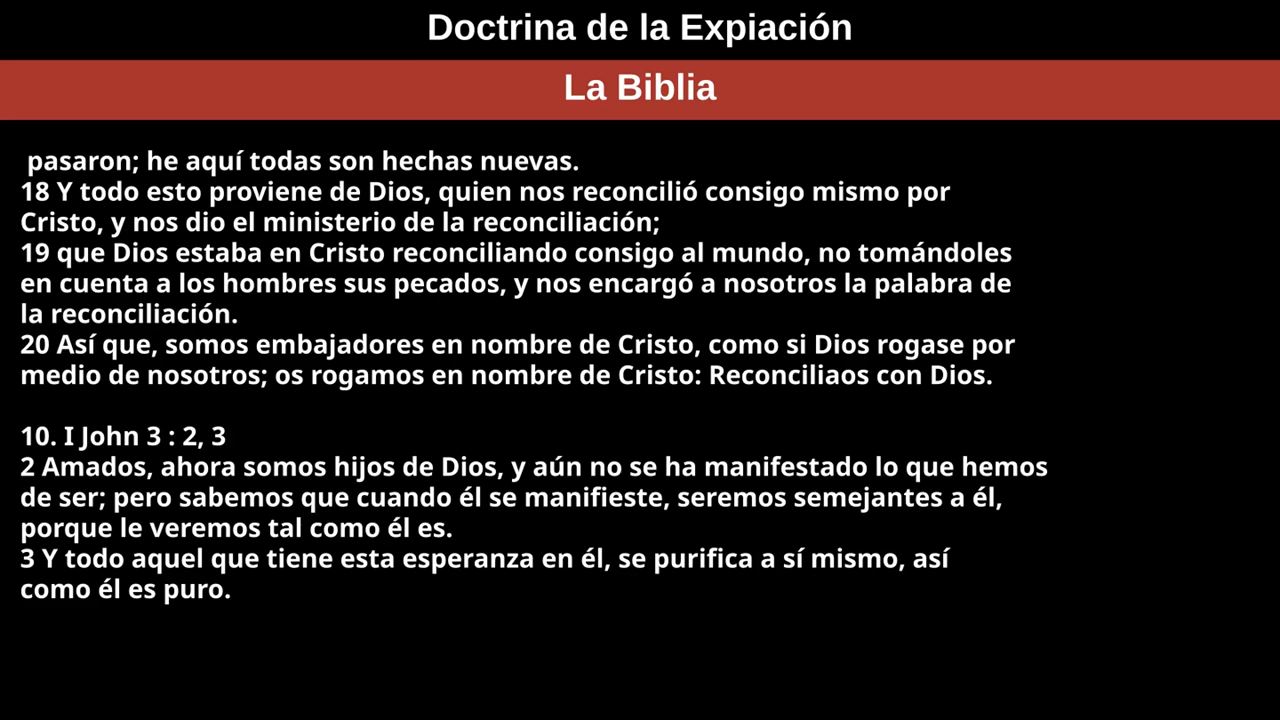 Doctrina de la Expiación
La Biblia
pasaron; he aquí todas son hechas nuevas.
18 Y todo esto proviene de Dios, quien nos reconcilió consigo mismo por
Cristo, y nos dio el ministerio de la reconciliación;
19 que Dios estaba en Cristo reconciliando consigo al mundo, no tomándoles
en cuenta a los hombres sus pecados, y nos encargó a nosotros la palabra de
la reconciliación.
20 Así que, somos embajadores en nombre de Cristo, como si Dios rogase por
medio de nosotros; os rogamos en nombre de Cristo: Reconciliaos con Dios.
10. I John 3 : 2, 3
2 Amados, ahora somos hijos de Dios, y aún no se ha manifestado lo que hemos
de ser; pero sabemos que cuando él se manifieste, seremos semejantes a él,
porque le veremos tal como él es.
3 Y todo aquel que tiene esta esperanza en él, se purifica a sí mismo, así
como él es puro.